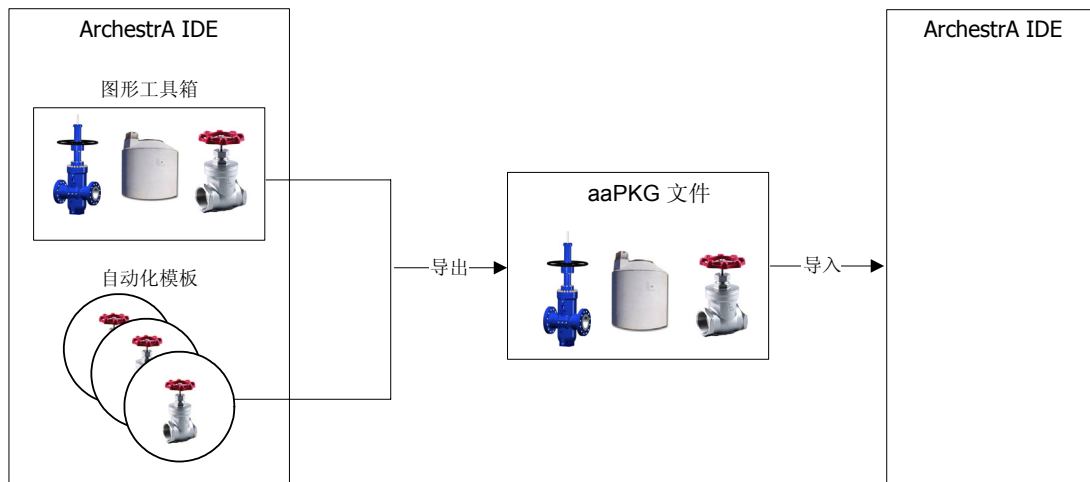 ArchestrA IDE
图形工具箱
自动化模板
导出
aaPKG 文件
导入
ArchestrA IDE